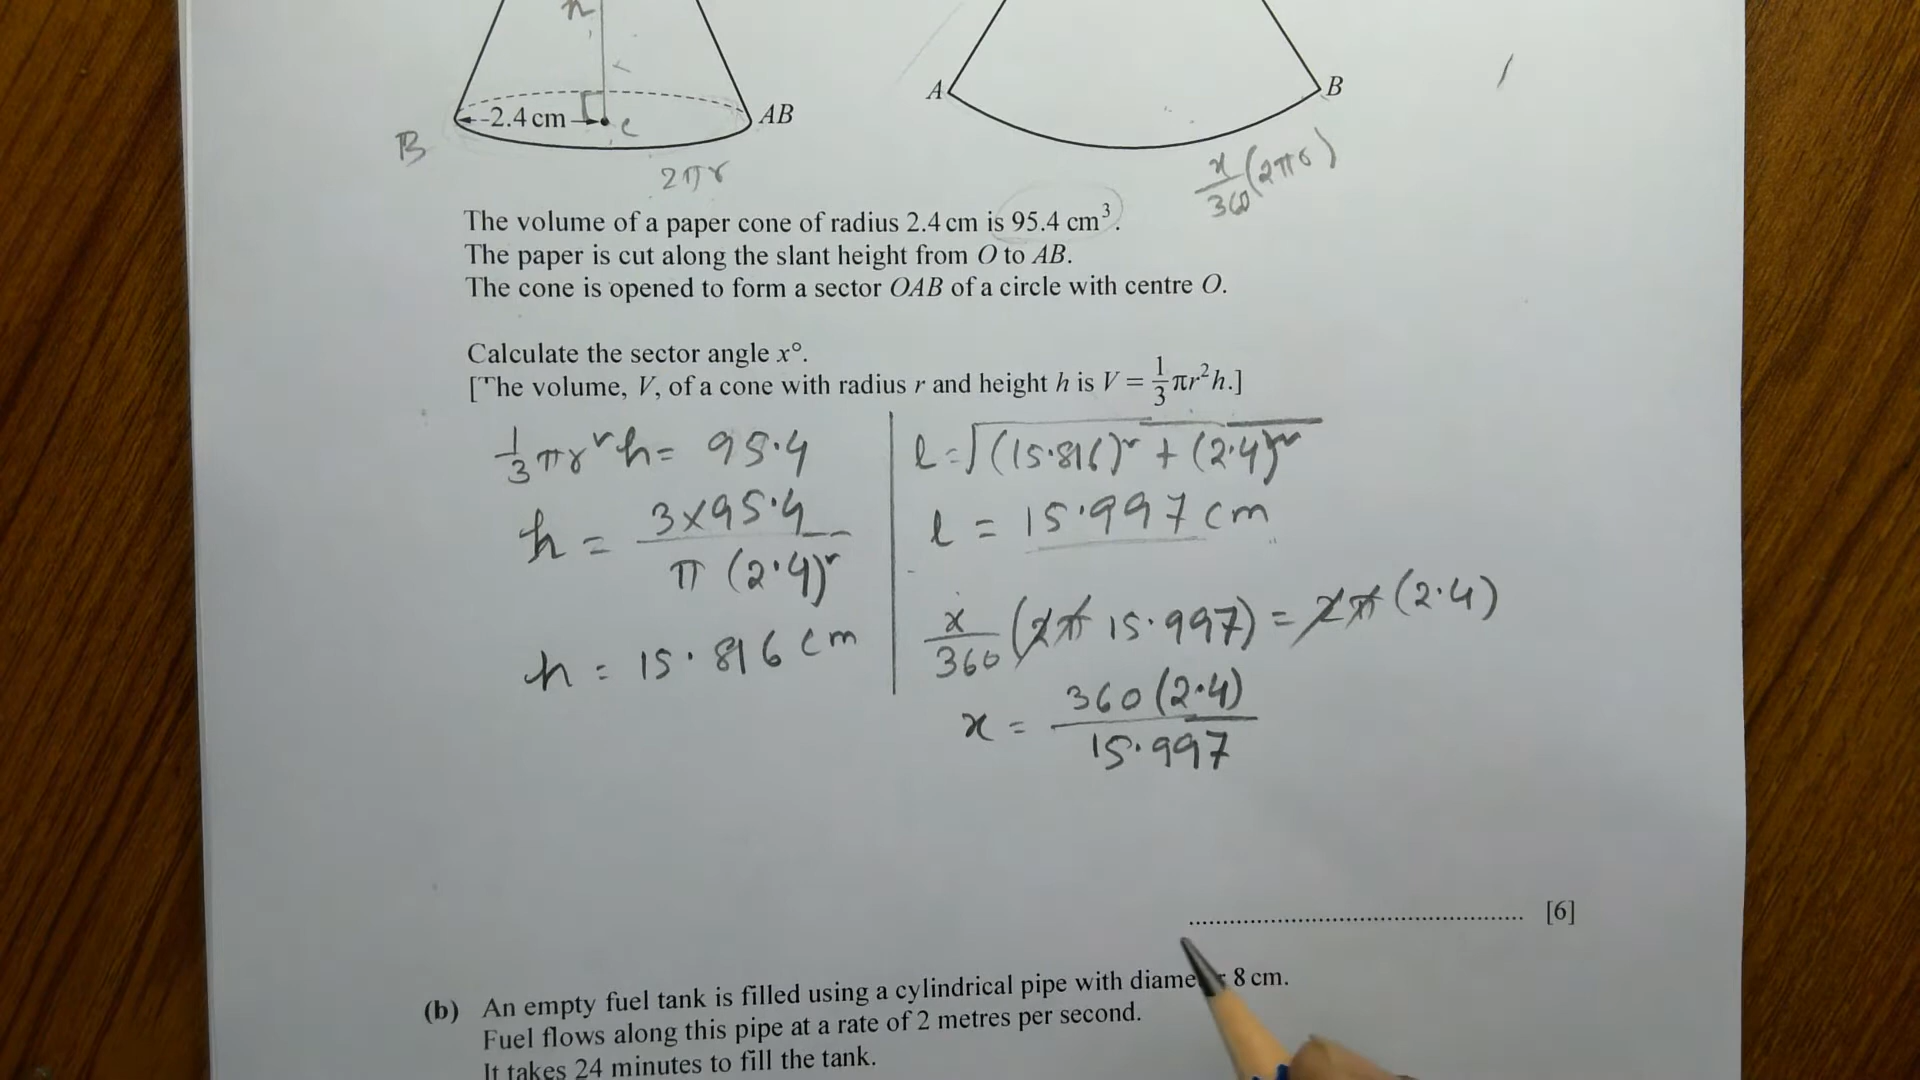 h
2.4 cm
c
AB
B
2πr
A
B
x/360 (2πr)
The volume of a paper cone of radius 2.4 cm is 95.4 cm³.
The paper is cut along the slant height from O to AB.
The cone is opened to form a sector OAB of a circle with centre O.
Calculate the sector angle x°.
[The volume, V, of a cone with radius r and height h is V = 1/3 πr²h.]
1/3 πr²h = 95.4
h = 3×95.4 / π (2.4)²
h = 15.816 cm
l = √(15.816)² + (2.4)²
l = 15.997 cm
x/360 (2π 15.997) = 2π (2.4)
x = 360 (2.4) / 15.997
[6]
(b) An empty fuel tank is filled using a cylindrical pipe with diame 8 cm.
Fuel flows along this pipe at a rate of 2 metres per second.
It takes 24 minutes to fill the tank.